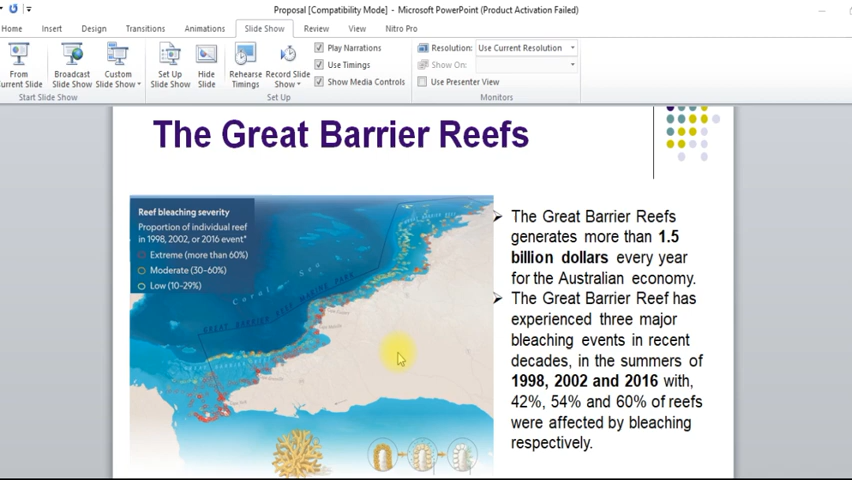 Proposal [Compatibility Mode] - Microsoft PowerPoint (Product Activation Failed)
Home Insert Design Transitions Animations Slide Show Review View Nitro Pro
From Current Slide
Broadcast Slide Show
Custom Slide Show
Set Up Slide Show
Hide Slide
Rehearse Timings
Record Slide Show
Play Narrations
Use Timings
Show Media Controls
Resolution: Use Current Resolution
Show On:
Use Presenter View
Start Slide Show Set Up Monitors
The Great Barrier Reefs
Reef bleaching severity
Proportion of individual reef
in 1998, 2002, or 2016 event*
Extreme (more than 60%)
Moderate (30-60%)
Low (10-29%)
Coral Sea
GREAT BARRIER REEF MARINE PARK
The Great Barrier Reefs
generates more than 1.5
billion dollars every year
for the Australian economy.
The Great Barrier Reef has
experienced three major
bleaching events in recent
decades, in the summers of
1998, 2002 and 2016 with,
42%, 54% and 60% of reefs
were affected by bleaching
respectively.